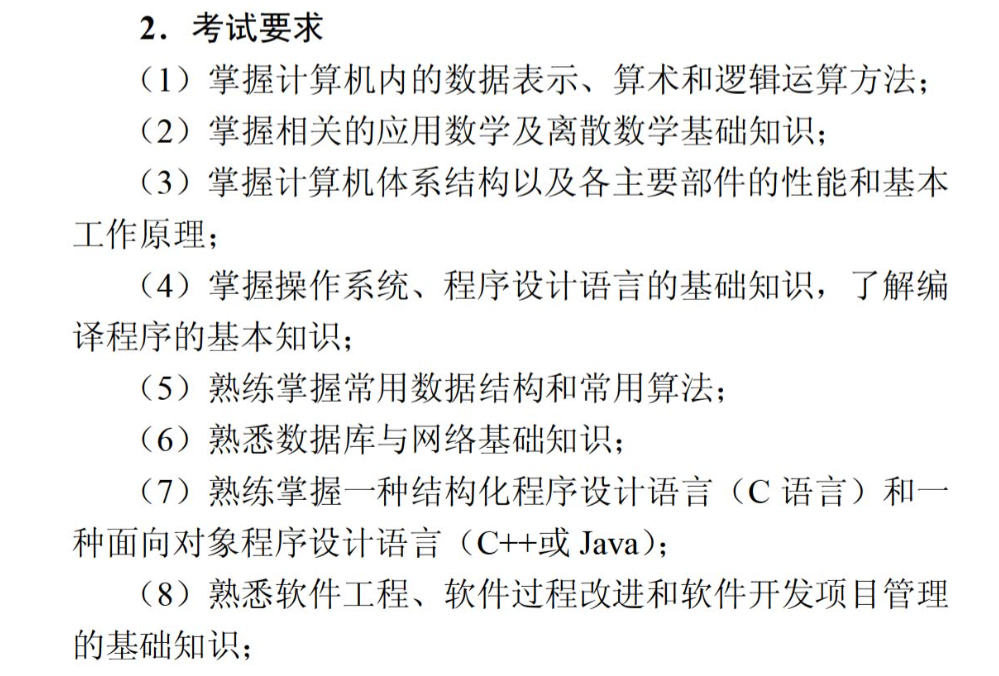 2．考试要求
（1）掌握计算机内的数据表示、算术和逻辑运算方法；
（2）掌握相关的应用数学及离散数学基础知识；
（3）掌握计算机体系结构以及各主要部件的性能和基本
工作原理；
（4）掌握操作系统、程序设计语言的基础知识，了解编
译程序的基本知识；
（5）熟练掌握常用数据结构和常用算法；
（6）熟悉数据库与网络基础知识；
（7）熟练掌握一种结构化程序设计语言（C 语言）和一
种面向对象程序设计语言（C++或 Java）；
（8）熟悉软件工程、软件过程改进和软件开发项目管理
的基础知识；